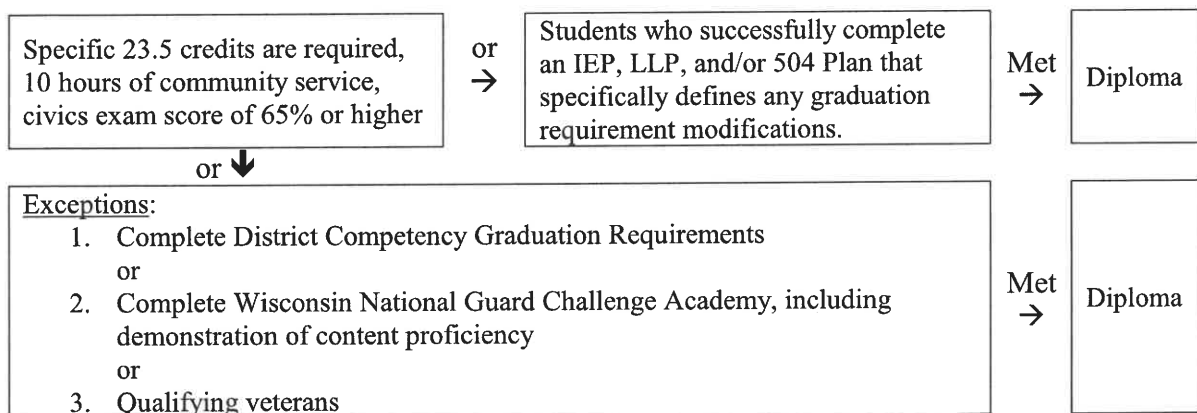 Specific 23.5 credits are required,
10 hours of community service,
civics exam score of 65% or higher
or
→
Students who successfully complete
an IEP, LLP, and/or 504 Plan that
specifically defines any graduation
requirement modifications.
Met
→
Diploma
or ↓
Exceptions:
1. Complete District Competency Graduation Requirements
or
2. Complete Wisconsin National Guard Challenge Academy, including
demonstration of content proficiency
or
3. Qualifying veterans
Met
→
Diploma